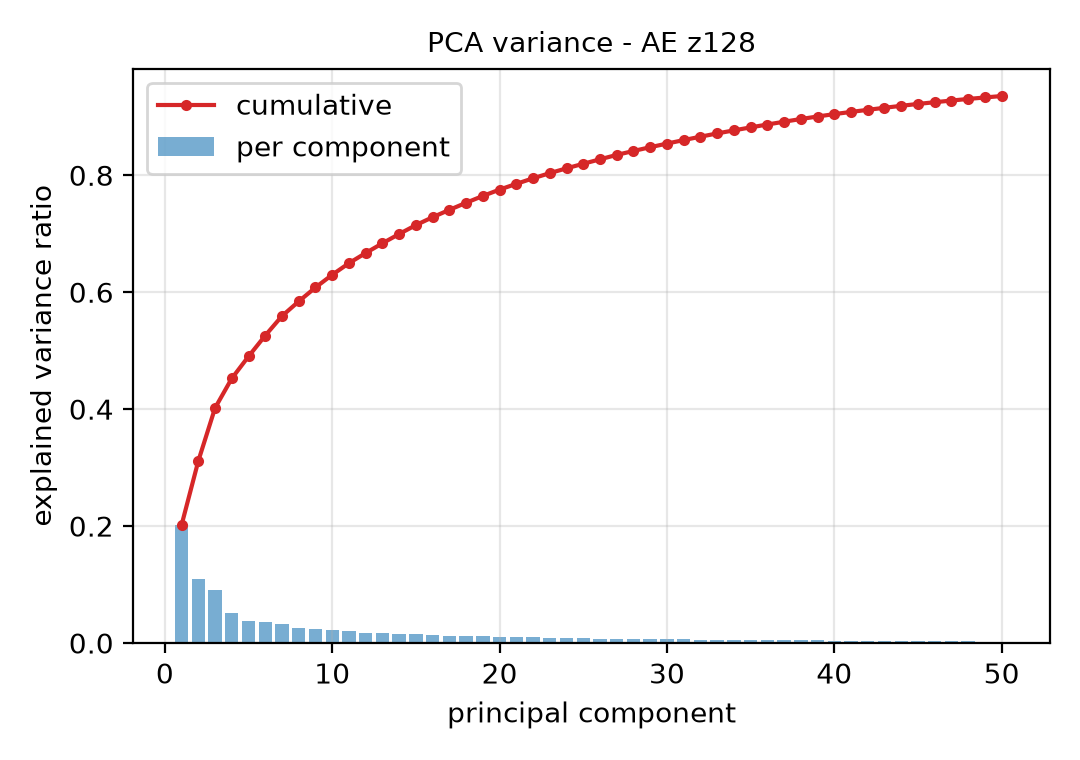 PCA variance - AE z128
cumulative
per component
explained variance ratio
0.8
0.6
0.4
0.2
0.0
0 10 20 30 40 50
principal component